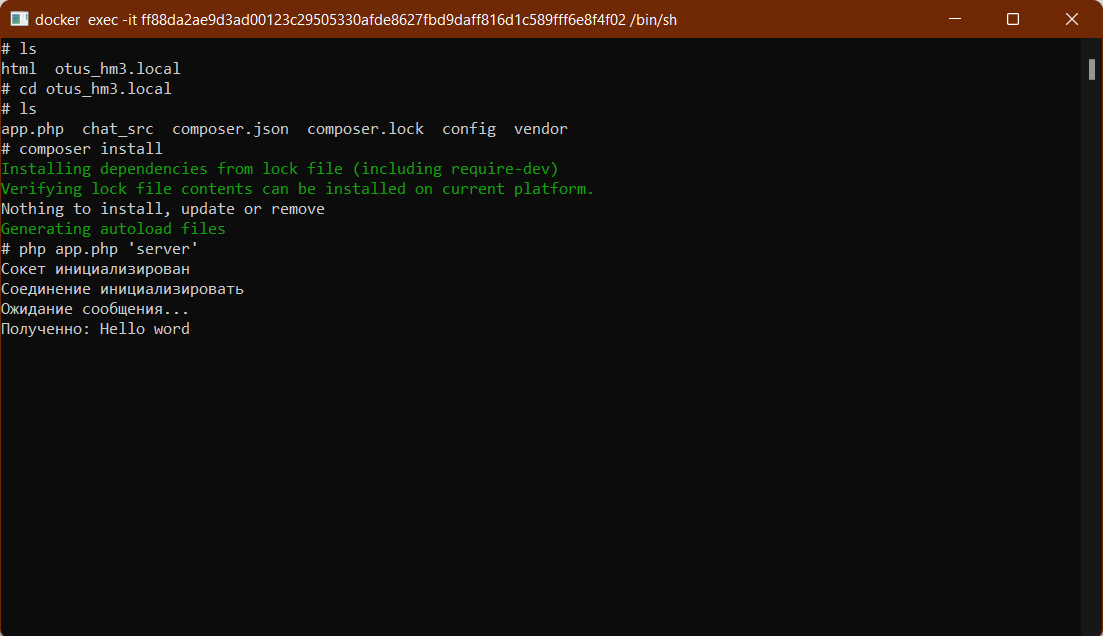 docker  exec -it ff88da2ae9d3ad00123c29505330afde8627fbd9daff816d1c589fff6e8f4f02 /bin/sh
# ls
html  otus_hm3.local
# cd otus_hm3.local
# ls
app.php  chat_src  composer.json  composer.lock  config  vendor
# composer install
Installing dependencies from lock file (including require-dev)
Verifying lock file contents can be installed on current platform.
Nothing to install, update or remove
Generating autoload files
# php app.php 'server'
Сокет инициализирован
Соединение инициализировать
Ожидание сообщения...
Полученно: Hello word